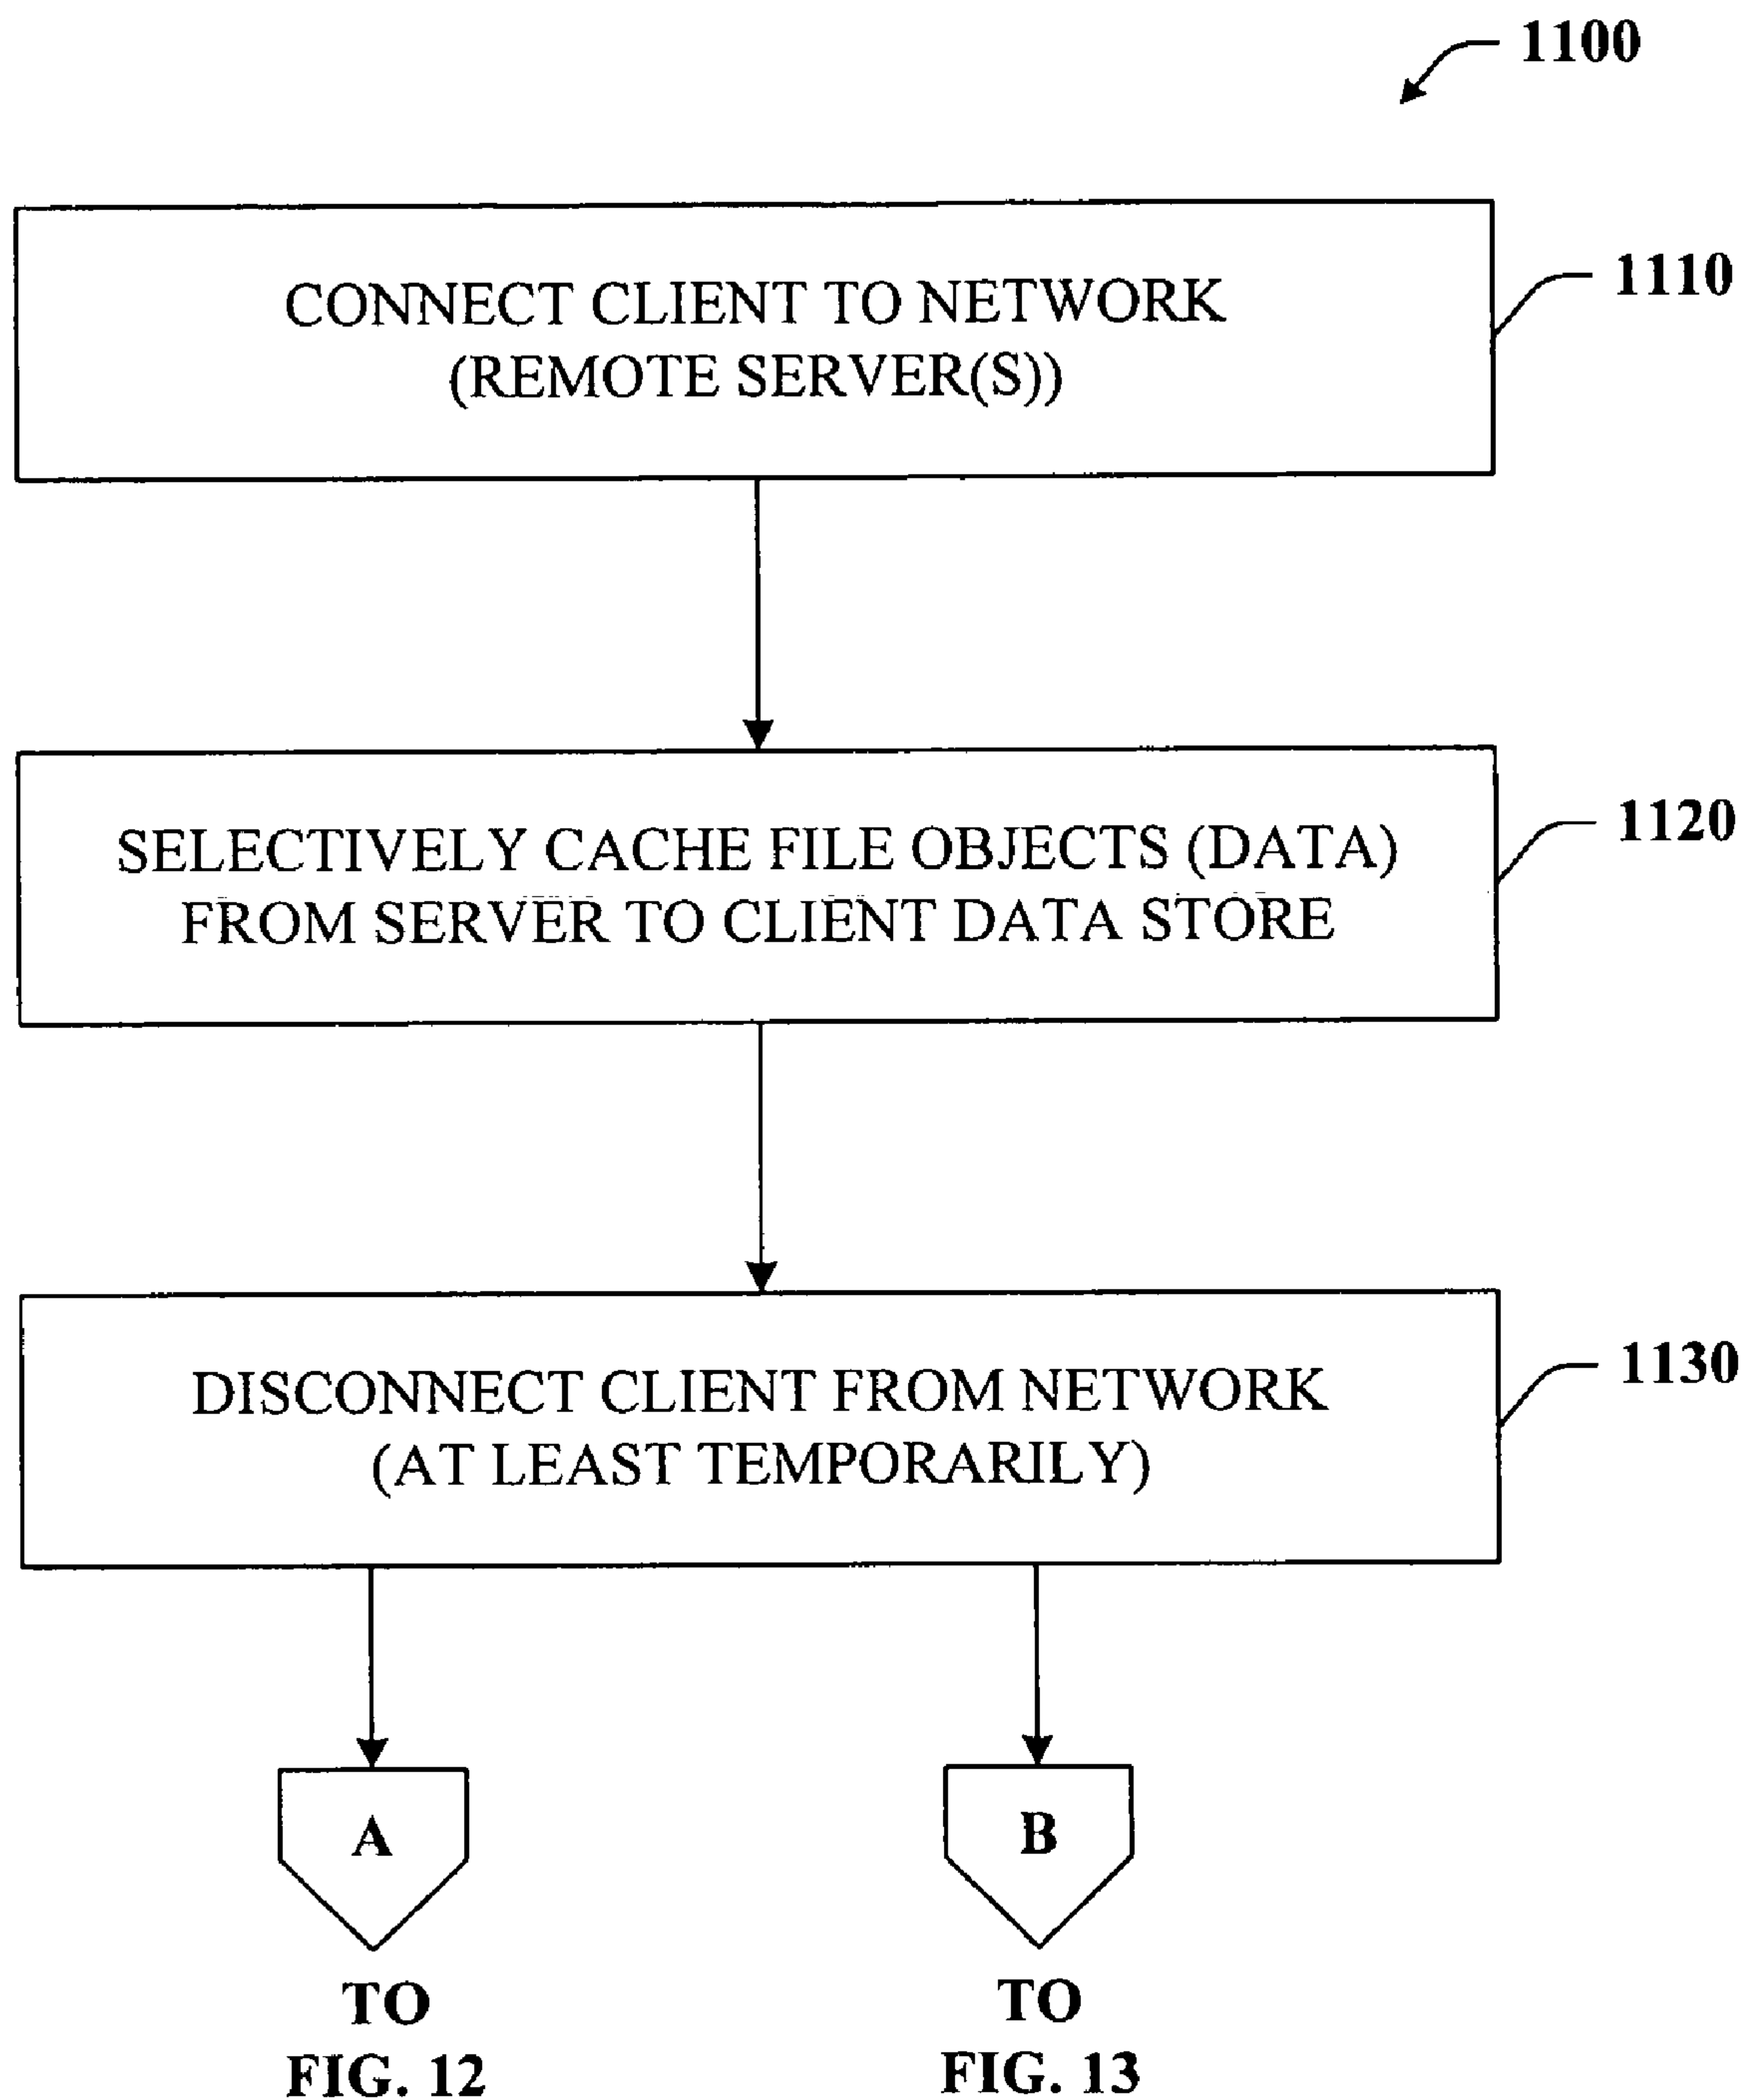 1100
CONNECT CLIENT TO NETWORK
(REMOTE SERVER(S))
1110
SELECTIVELY CACHE FILE OBJECTS (DATA)
FROM SERVER TO CLIENT DATA STORE
1120
DISCONNECT CLIENT FROM NETWORK
(AT LEAST TEMPORARILY)
1130
A
TO
FIG. 12
B
TO
FIG. 13